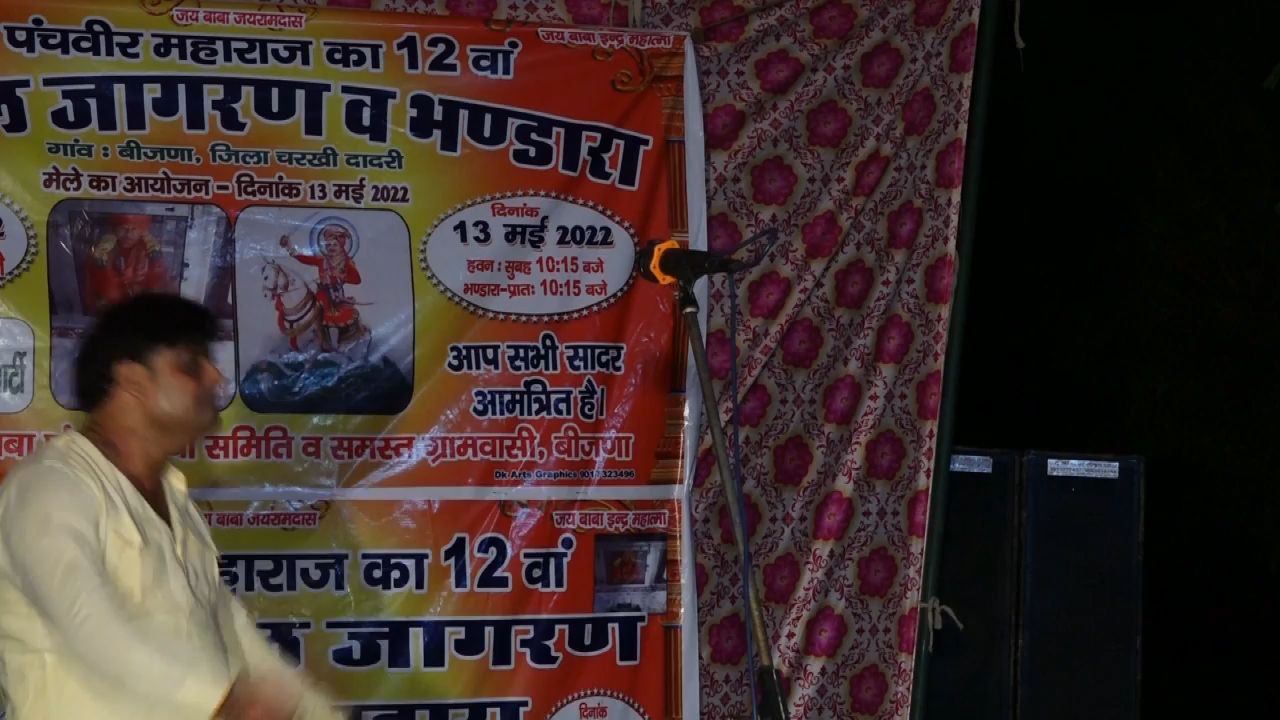 जय बाबा जयरामदास
जय बाबा इन्द्र महात्मा
पंचवीर महाराज का 12 वां
जागरण व भण्डारा
गांव : बीजणा, जिला चरखी दादरी
मेले का आयोजन - दिनांक 13 मई 2022
दिनांक
13 मई 2022
हवन : सुबह 10:15 बजे
भण्डारा-प्रातः 10:15 बजे
आप सभी सादर
आमंत्रित है।
समिति व समस्त ग्रामवासी, बीजणा
Dk Arts Graphics
बाबा जयरामदास
जय बाबा इन्द्र महात्मा
का 12 वां
जागरण
दिनांक